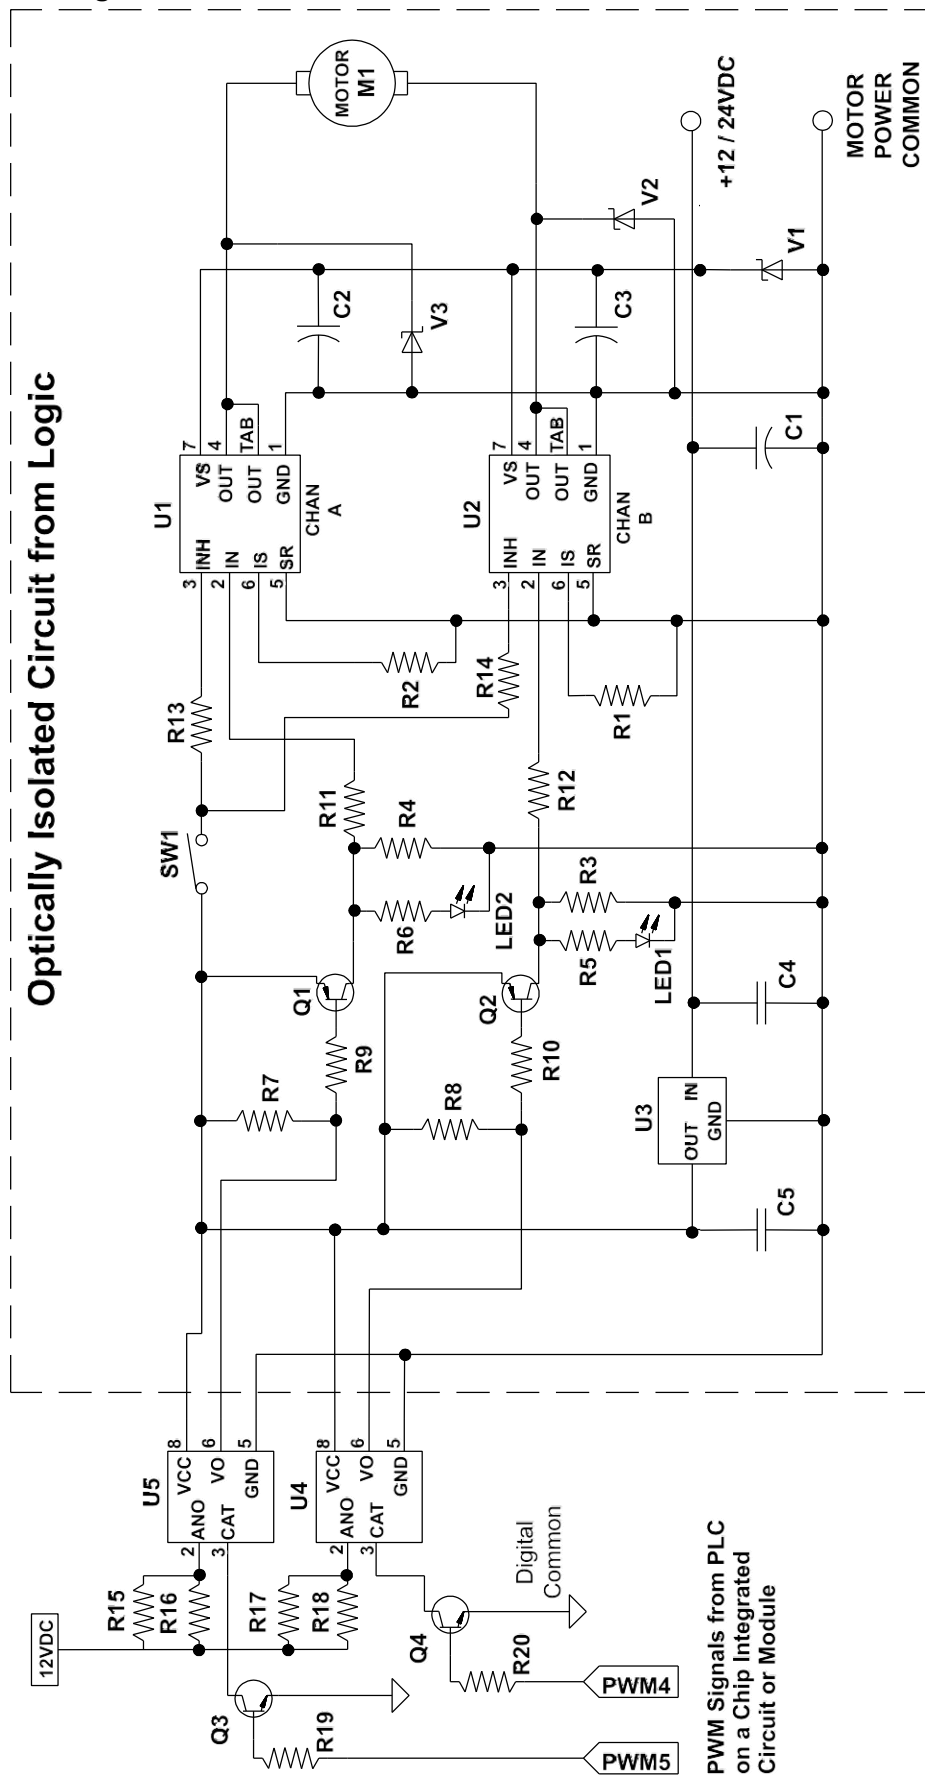 Optically Isolated Circuit from Logic
MOTOR
M1
+12 / 24VDC
MOTOR
POWER
COMMON
V2
V1
C2
V3
C3
C1
U1
7
4
TAB
1
VS
OUT
OUT
GND
CHAN
A
INH
IN
IS
SR
3
2
6
5
U2
7
4
TAB
1
VS
OUT
OUT
GND
CHAN
B
INH
IN
IS
SR
3
2
6
5
R13
R2
R14
R1
SW1
R11
R4
R12
R6
LED2
R3
R5
LED1
Q1
Q2
C4
R7
R9
R8
R10
U3
IN
OUT
GND
C5
U5
8
6
5
VCC
VO
GND
ANO
CAT
2
3
U4
8
6
5
VCC
VO
GND
ANO
CAT
2
3
R15
R16
R17
R18
12VDC
Q3
R19
PWM5
Q4
R20
PWM4
Digital
Common
PWM Signals from PLC
on a Chip Integrated
Circuit or Module